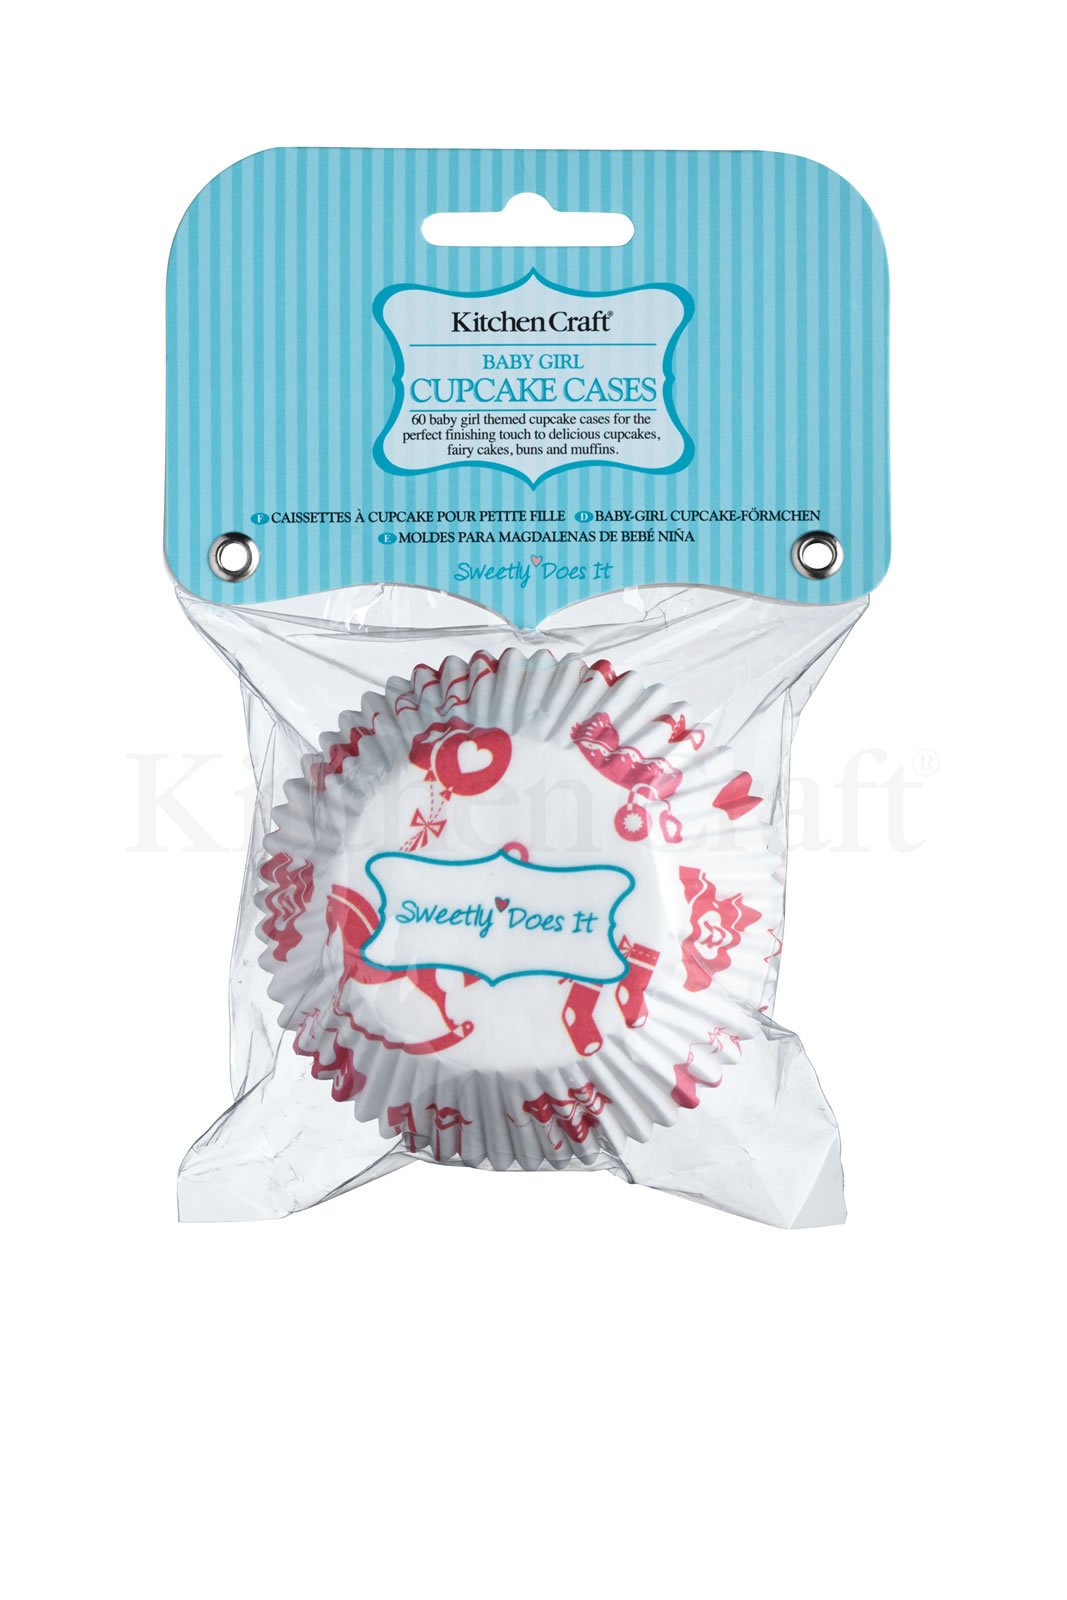 KitchenCraft®
BABY GIRL
CUPCAKE CASES
60 baby girl themed cupcake cases for the
perfect finishing touch to delicious cupcakes,
fairy cakes, buns and muffins.
F CAISSETTES À CUPCAKE POUR PETITE FILLE D BABY-GIRL CUPCAKE-FÖRMCHEN
E MOLDES PARA MAGDALENAS DE BEBÉ NIÑA
Sweetly Does It
KitchenCraft®
Sweetly Does It